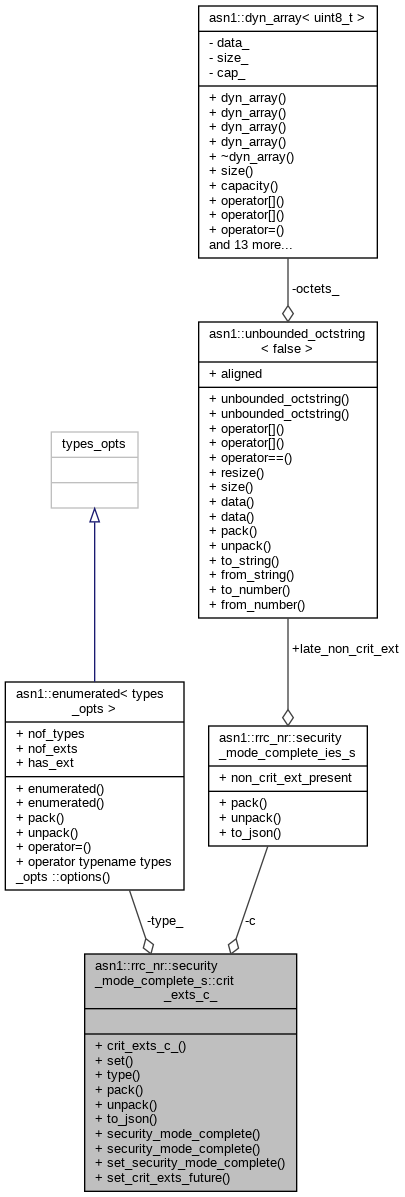 asn1::dyn_array< uint8_t >
- data_
- size_
- cap_
+ dyn_array()
+ dyn_array()
+ dyn_array()
+ dyn_array()
+ ~dyn_array()
+ size()
+ capacity()
+ operator[]()
+ operator[]()
+ operator=()
and 13 more...
-octets_
asn1::unbounded_octstring
< false >
+ aligned
+ unbounded_octstring()
+ unbounded_octstring()
+ operator[]()
+ operator[]()
+ operator==()
+ resize()
+ size()
+ data()
+ data()
+ pack()
+ unpack()
+ to_string()
+ from_string()
+ to_number()
+ from_number()
types_opts
+late_non_crit_ext
asn1::enumerated< types
_opts >
+ nof_types
+ nof_exts
+ has_ext
+ enumerated()
+ enumerated()
+ pack()
+ unpack()
+ operator=()
+ operator typename types
_opts ::options()
asn1::rrc_nr::security
_mode_complete_ies_s
+ non_crit_ext_present
+ pack()
+ unpack()
+ to_json()
-type_
-c
asn1::rrc_nr::security
_mode_complete_s::crit
_exts_c_
+ crit_exts_c_()
+ set()
+ type()
+ pack()
+ unpack()
+ to_json()
+ security_mode_complete()
+ security_mode_complete()
+ set_security_mode_complete()
+ set_crit_exts_future()